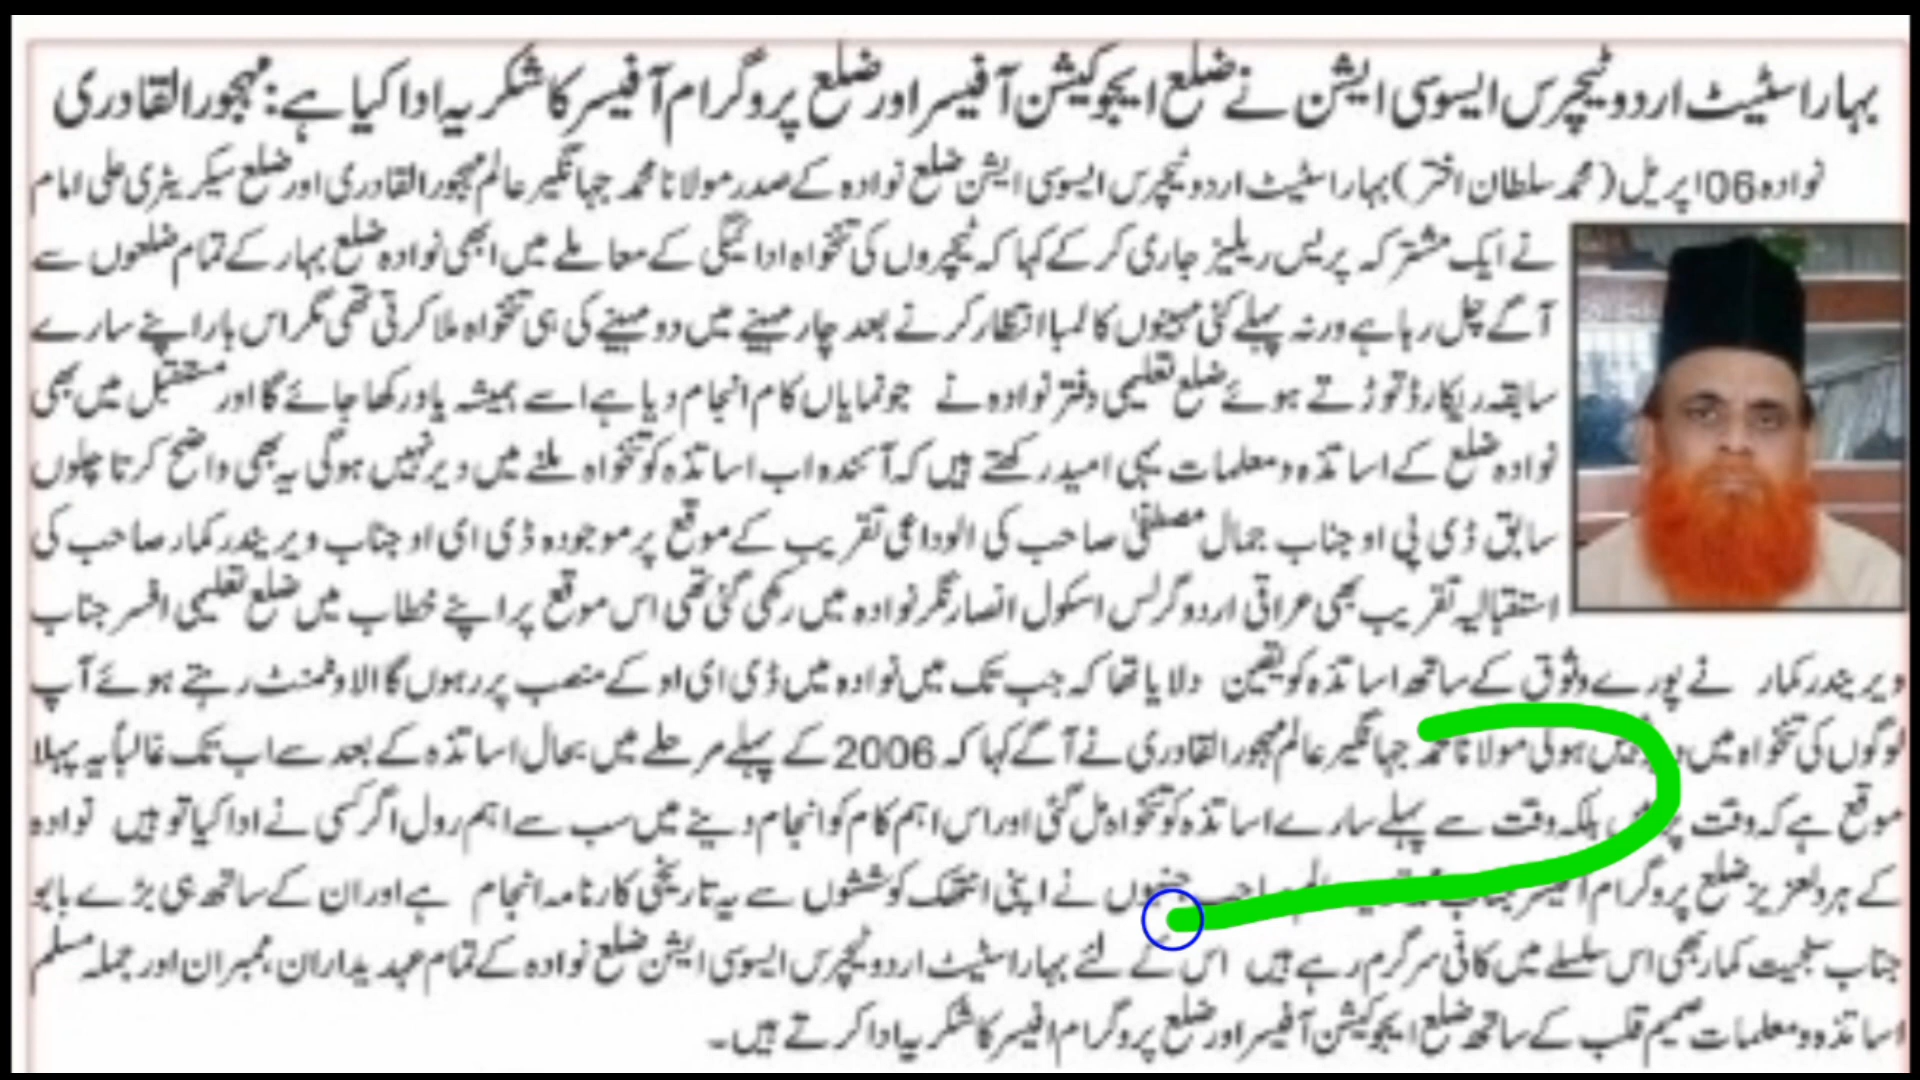 بہار اسٹیٹ اردو ٹیچرس ایسوسی ایشن نے ضلع ایجوکیشن آفیسر اور ضلع پروگرام آفیسر کا شکریہ ادا کیا ہے: مہجور القادری
نوادہ 06 اپریل (محمد سلطان اختر) بہار اسٹیٹ اردو ٹیچرس ایسوسی ایشن ضلع نوادہ کے صدر مولانا محمد جہانگیر عالم مہجور القادری اور ضلع سیکریٹری علی امام
نے ایک مشترکہ پریس ریلیز جاری کر کے کہا کہ ٹیچروں کی تنخواہ ادائیگی کے معاملے میں ابھی نوادہ ضلع بہار کے تمام ضلعوں سے
آگے چل رہا ہے ورنہ پہلے کئی مہینوں کا لمبا انتظار کرنے بعد چار مہینے میں دو مہینے کی ہی تنخواہ ملا کرتی تھی مگر اس بار اپنے سارے
سابقہ ریکارڈ توڑتے ہوئے ضلع تعلیمی دفتر نوادہ نے جو نمایاں کام انجام دیا ہے اسے ہمیشہ یاد رکھا جائے گا اور مستقبل میں بھی
نوادہ ضلع کے اساتذہ و معلمات یہی امید رکھتے ہیں کہ آئندہ اب اساتذہ کو تنخواہ ملنے میں دیر نہیں ہوگی یہ بھی واضح کرتا چلوں
سابق ڈی پی او جناب جمال مصطفیٰ صاحب کی الوداعی تقریب کے موقع پر موجودہ ڈی ای او جناب ویریندر کمار صاحب کی
استقبالیہ تقریب بھی عراقی اردو گرلس اسکول انصار نگر نوادہ میں رکھی گئی تھی اس موقع پر اپنے خطاب میں ضلع تعلیمی افسر جناب
ویریندر کمار نے پورے وثوق کے ساتھ اساتذہ کو یقین دلایا تھا کہ جب تک میں نوادہ میں ڈی ای او کے منصب پر رہوں گا الاوٹمنٹ رہتے ہوئے آپ
لوگوں کی تنخواہ میں ہوئی مولانا محمد جہانگیر عالم مہجور القادری نے آگے کہا کہ 2006 کے پہلے مرحلے میں بحال اساتذہ کے بعد سے اب تک غالباً یہ پہلا
موقع ہے کہ وقت بلکہ وقت سے پہلے سارے اساتذہ کو تنخواہ مل گئی اور اس اہم کام کو انجام دینے میں سب سے اہم رول اگر کسی نے ادا کیا تو ہیں نوادہ
کے ہر دلعزیز ضلع پروگرام آفیسر جناب نے اپنی انتھک کوششوں سے یہ تاریخی کارنامہ انجام ہے اور ان کے ساتھ ہی بڑے بابو
جناب سنجیت کمار بھی اس سلسلے میں کافی سرگرم رہے ہیں اس کے لئے بہار اسٹیٹ اردو ٹیچرس ایسوسی ایشن ضلع نوادہ کے تمام عہدیداران ممبران اور جملہ مسلم
اساتذہ و معلمات صمیم قلب کے ساتھ ضلع ایجوکیشن آفیسر اور ضلع پروگرام افیسر کا شکریہ ادا کرتے ہیں۔